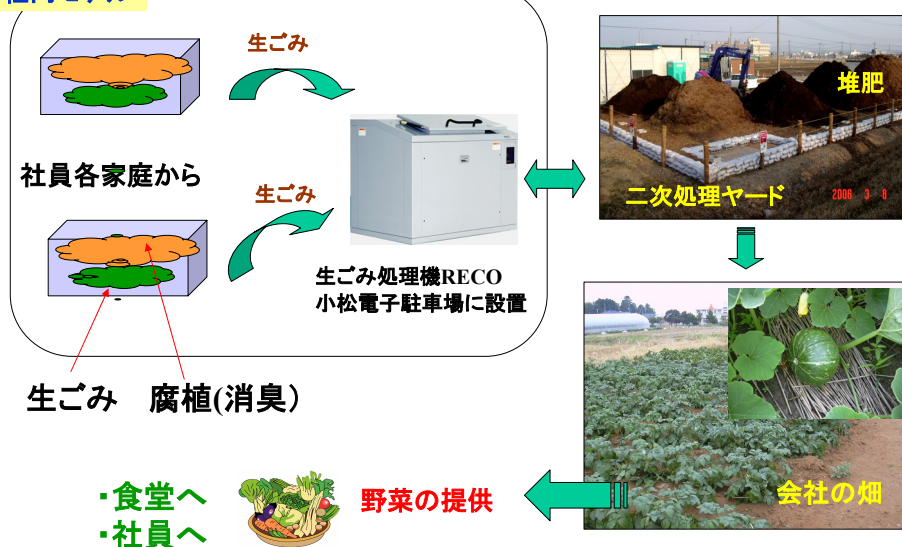 生ごみ
堆肥
社員各家庭から
生ごみ
二次処理ヤード
2006 3 8
生ごみ処理機RECO
小松電子駐車場に設置
生ごみ 腐植(消臭)
会社の畑
・食堂へ
野菜の提供
・社員へ